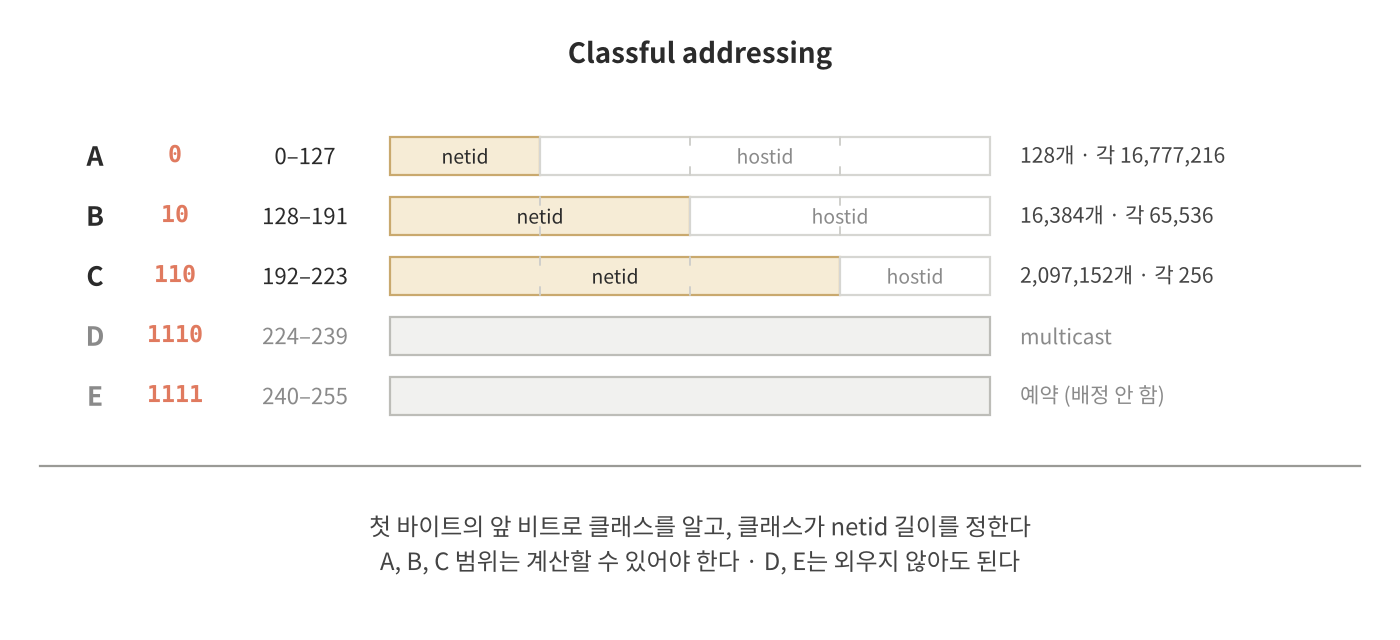 Classful addressing
A 0 0–127 netid hostid 128개 · 각 16,777,216
B 10 128–191 netid hostid 16,384개 · 각 65,536
C 110 192–223 netid hostid 2,097,152개 · 각 256
D 1110 224–239 multicast
E 1111 240–255 예약 (배정 안 함)
첫 바이트의 앞 비트로 클래스를 알고, 클래스가 netid 길이를 정한다
A, B, C 범위는 계산할 수 있어야 한다 · D, E는 외우지 않아도 된다